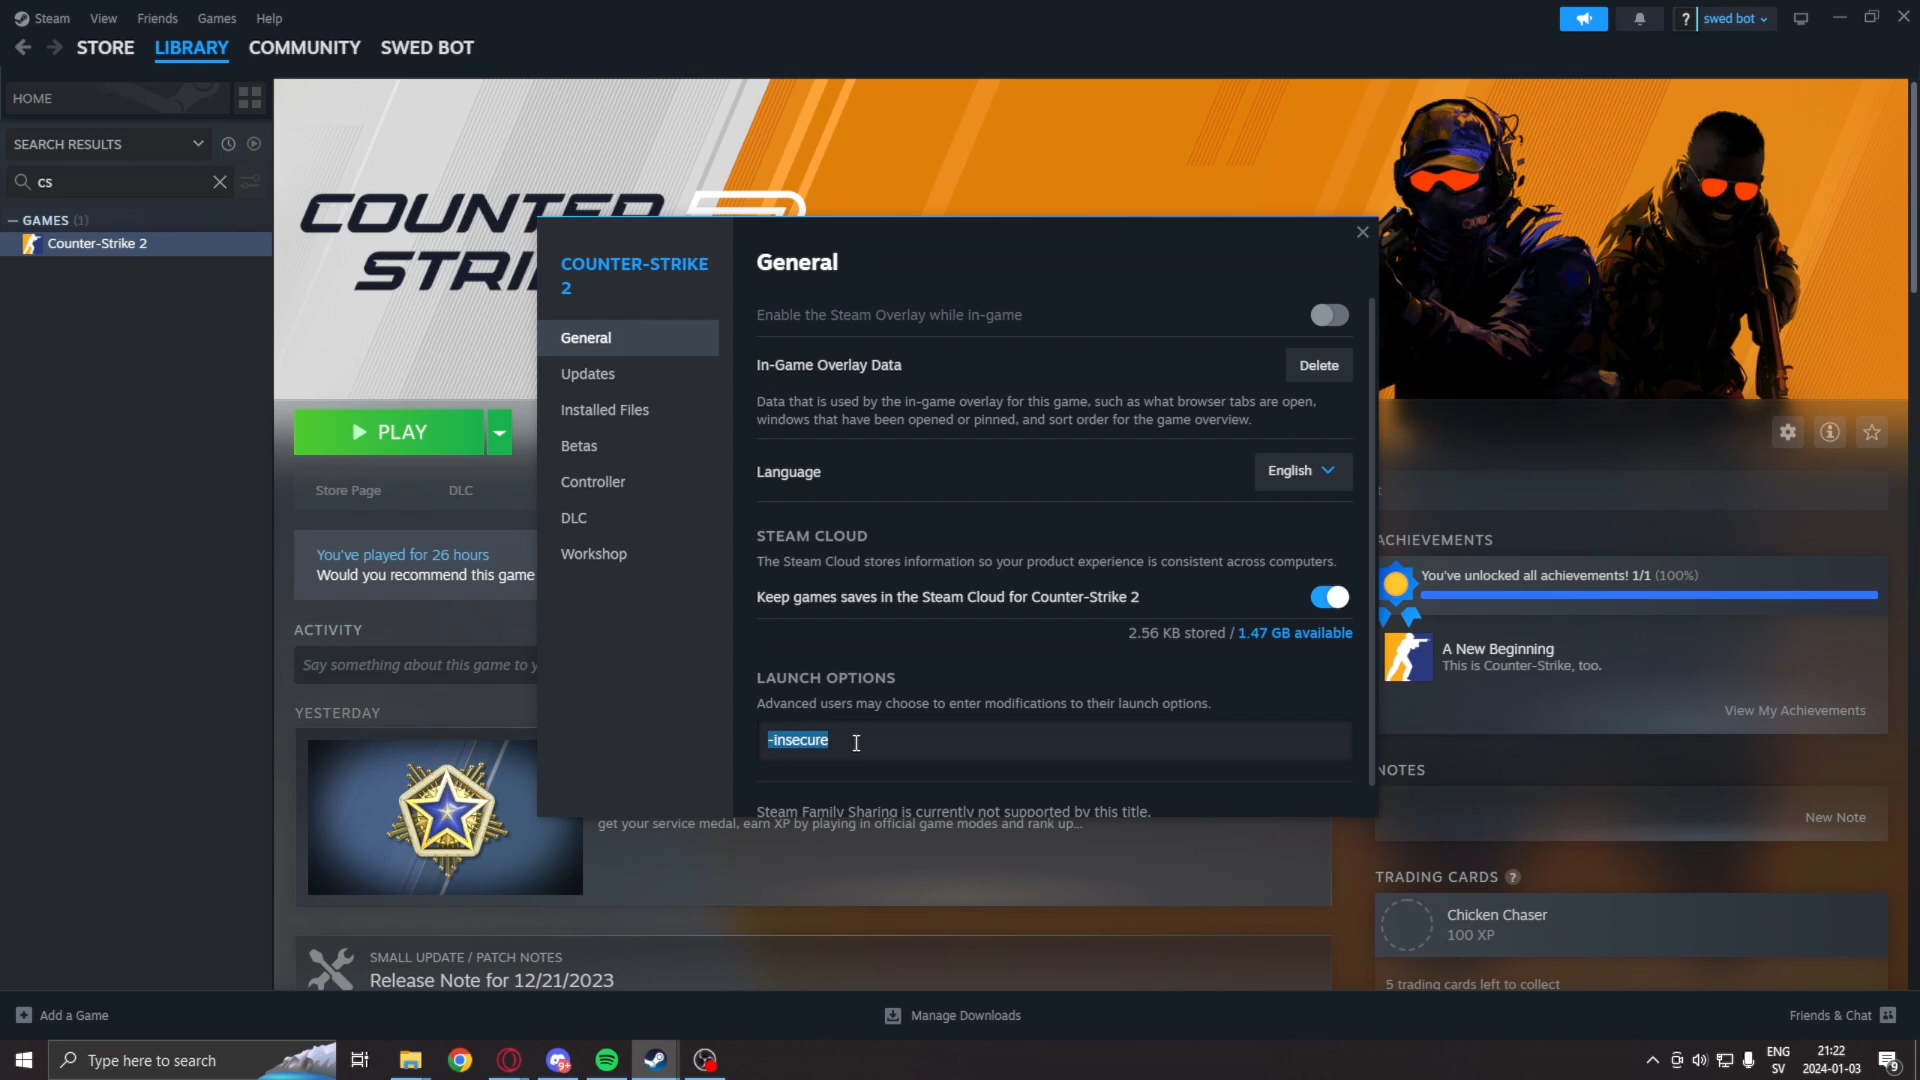 Steam View Friends Games Help
? swed bot
STORE LIBRARY COMMUNITY SWED BOT
HOME
SEARCH RESULTS
cs
GAMES (1)
Counter-Strike 2
COUNTER
COUNTER-STRIKE
2
General
Updates
Installed Files
Betas
Controller
DLC
Workshop
General
Enable the Steam Overlay while in-game
In-Game Overlay Data
Delete
Data that is used by the in-game overlay for this game, such as what browser tabs are open,
windows that have been opened or pinned, and sort order for the game overview.
Language
English
STEAM CLOUD
The Steam Cloud stores information so your product experience is consistent across computers.
Keep games saves in the Steam Cloud for Counter-Strike 2
2.56 KB stored / 1.47 GB available
LAUNCH OPTIONS
Advanced users may choose to enter modifications to their launch options.
-insecure
Steam Family Sharing is currently not supported by this title.
PLAY
Store Page DLC
You've played for 26 hours
Would you recommend this game
ACTIVITY
Say something about this game to y
YESTERDAY
get your service medal, earn XP by playing in official game modes and rank up...
SMALL UPDATE / PATCH NOTES
Release Note for 12/21/2023
ACHIEVEMENTS
You've unlocked all achievements! 1/1 (100%)
A New Beginning
This is Counter-Strike, too.
View My Achievements
NOTES
New Note
TRADING CARDS ?
Chicken Chaser
100 XP
5 trading cards left to collect
Add a Game
Manage Downloads
Friends & Chat
Type here to search
ENG
SV
21:22
2024-01-03
9